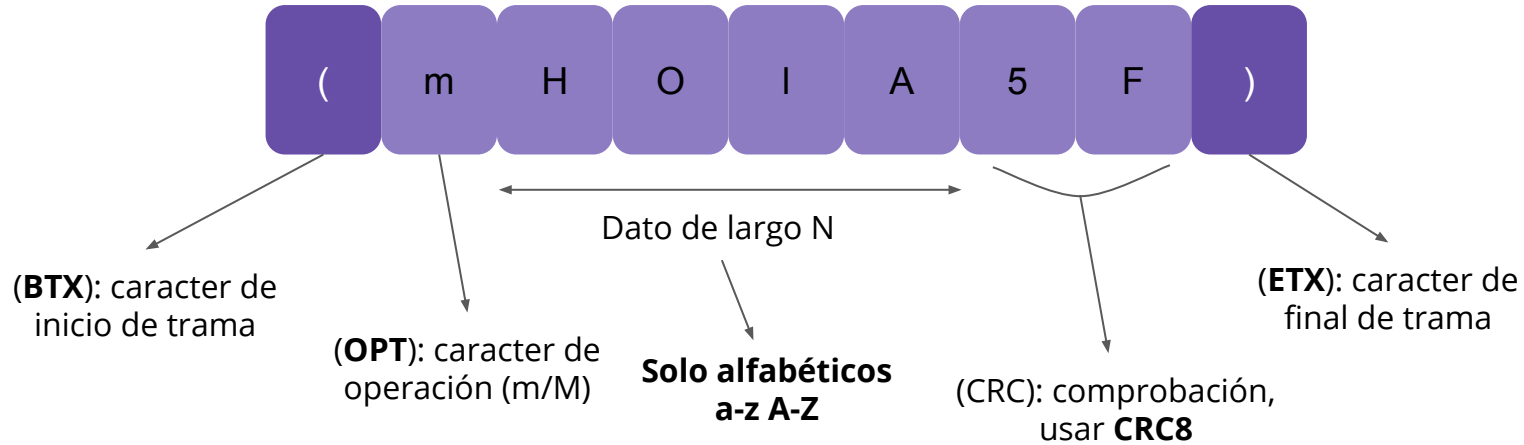 ( m H O I A 5 F )
Dato de largo N
(BTX): caracter de
inicio de trama
(OPT): caracter de
operación (m/M)
Solo alfabéticos
a-z A-Z
(CRC): comprobación,
usar CRC8
(ETX): caracter de
final de trama